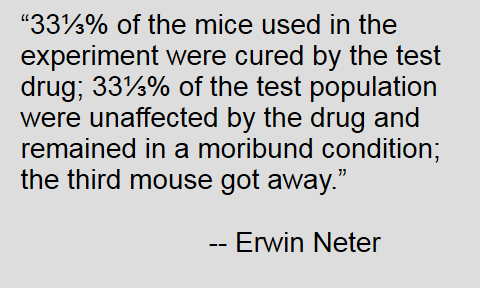 “33⅓% of the mice used in the
experiment were cured by the test
drug; 33⅓% of the test population
were unaffected by the drug and
remained in a moribund condition;
the third mouse got away.”
-- Erwin Neter